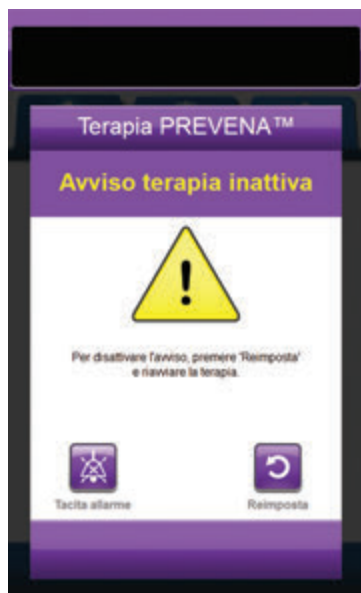 Terapia PREVENA™
Avviso terapia inattiva
!
Per disattivare l'avviso, premere 'Reimposta'
e riavviare la terapia.
Tacita allarme
Reimposta